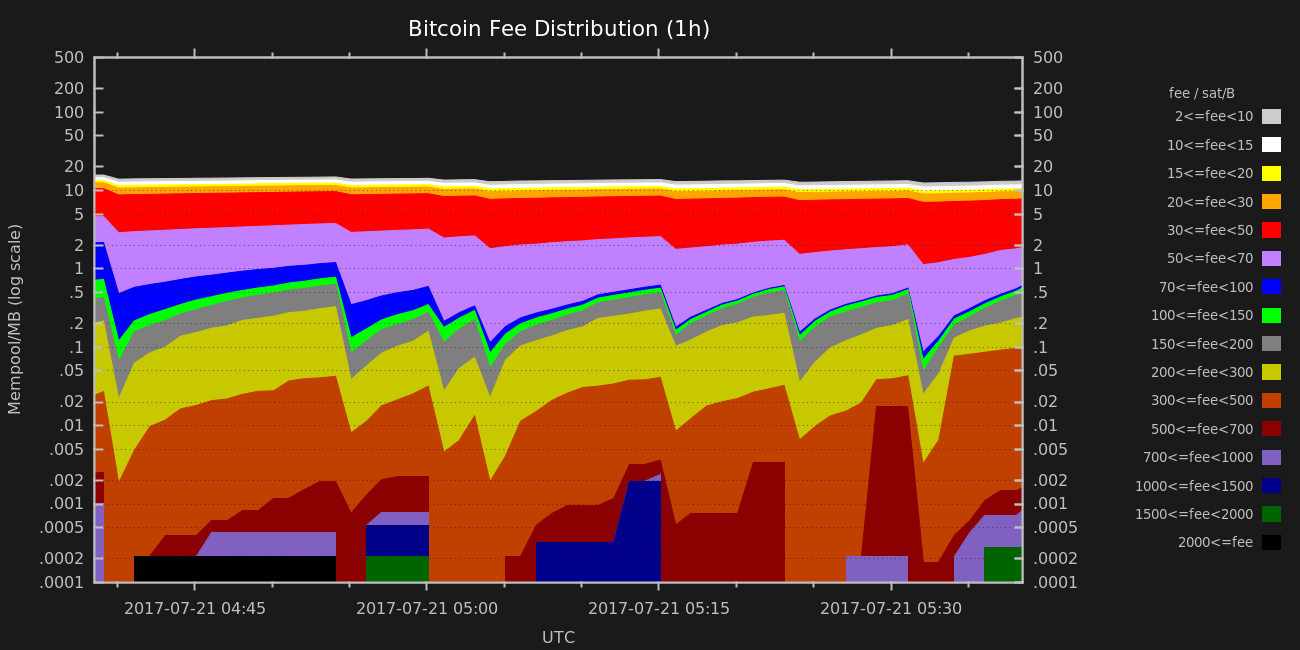 Bitcoin Fee Distribution (1h)
Mempool/MB (log scale)
500
200
100
50
20
10
5
2
1
.5
.2
.1
.05
.02
.01
.005
.002
.001
.0005
.0002
.0001
500
200
100
50
20
10
5
2
1
.5
.2
.1
.05
.02
.01
.005
.002
.001
.0005
.0002
.0001
2017-07-21 04:45
2017-07-21 05:00
2017-07-21 05:15
2017-07-21 05:30
UTC
fee / sat/B
2<=fee<10
10<=fee<15
15<=fee<20
20<=fee<30
30<=fee<50
50<=fee<70
70<=fee<100
100<=fee<150
150<=fee<200
200<=fee<300
300<=fee<500
500<=fee<700
700<=fee<1000
1000<=fee<1500
1500<=fee<2000
2000<=fee